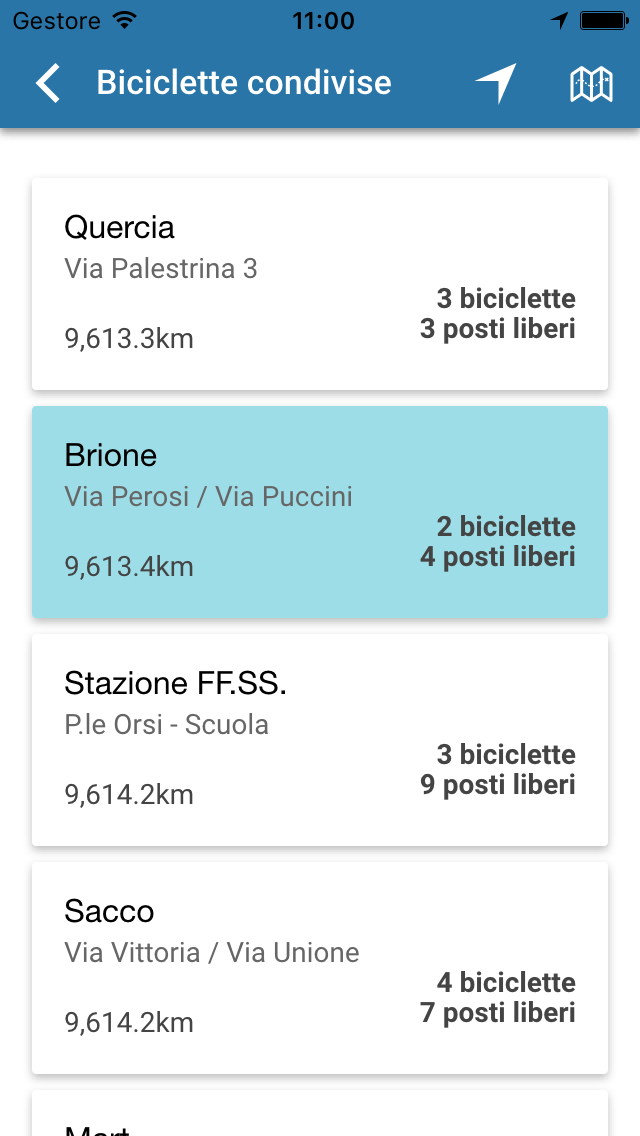 Gestore 11:00
Biciclette condivise
Quercia
Via Palestrina 3
3 biciclette
3 posti liberi
9,613.3km
Brione
Via Perosi / Via Puccini
2 biciclette
4 posti liberi
9,613.4km
Stazione FF.SS.
P.le Orsi - Scuola
3 biciclette
9 posti liberi
9,614.2km
Sacco
Via Vittoria / Via Unione
4 biciclette
7 posti liberi
9,614.2km